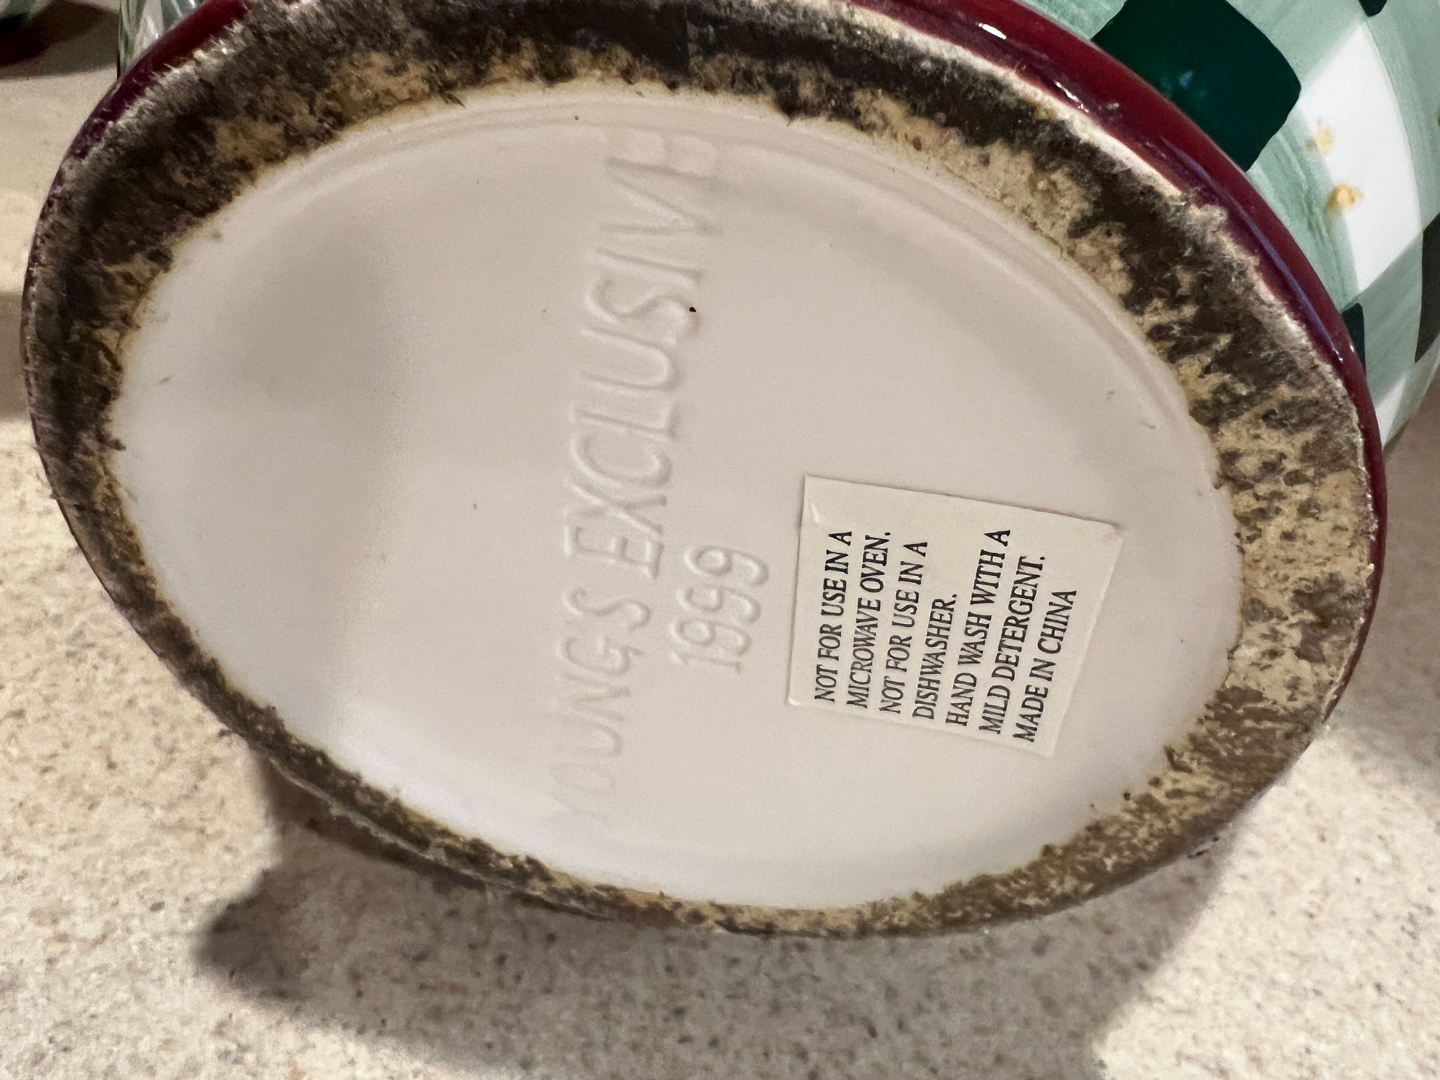 YOUNG'S EXCLUSIVE
1999
NOT FOR USE IN A
MICROWAVE OVEN.
NOT FOR USE IN A
DISHWASHER.
HAND WASH WITH A
MILD DETERGENT.
MADE IN CHINA